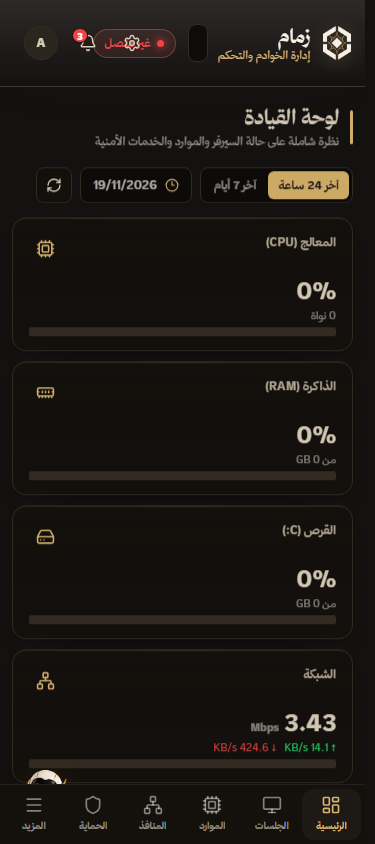 زمام
إدارة الخوادم والتحكم
غير متصل
3
A
لوحة القيادة
نظرة شاملة على حالة السيرفر والموارد والخدمات الأمنية
آخر 24 ساعة
آخر 7 أيام
19/11/2026
المعالج (CPU)
0%
0 نواة
الذاكرة (RAM)
0%
من 0 GB
القرص (C:)
0%
من 0 GB
الشبكة
3.43 Mbps
↑ 14.1 KB/s ↓ 424.6 KB/s
الرئيسية
الجلسات
الموارد
المنافذ
الحماية
المزيد